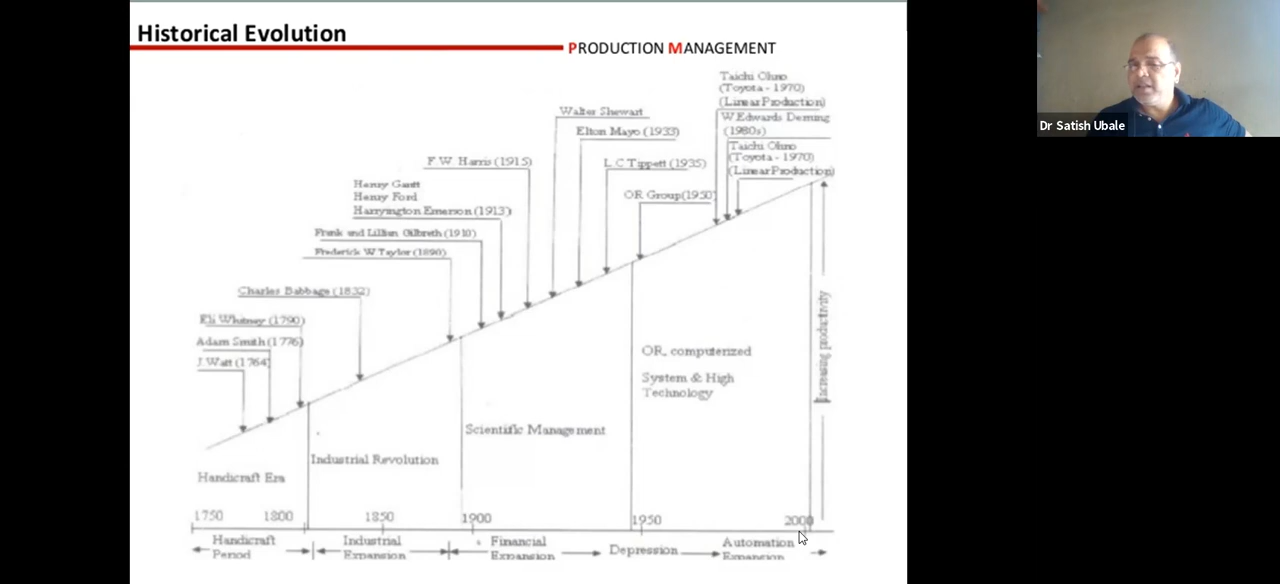 Historical Evolution
PRODUCTION MANAGEMENT
Dr Satish Ubale
Taichi Ohno
(Toyota - 1970)
(Linear Production)
W.Edwards Deming
(1980s)
Taichi Ohno
(Toyota - 1970)
(Linear Production)
Walter Shewart
Elton Mayo (1933)
L.C Tippett (1935)
OR Group(1950)
F.W. Harris (1915)
Henry Gantt
Henry Ford
Harryington Emerson (1913)
Frank and Lillian Gilbreth (1910)
Frederick W.Taylor (1890)
Charles Babbage (1832)
Eli Whitney (1790)
Adam Smith (1776)
J.Watt (1764)
Increasing productivity
OR, computerized
System & High
Technology
Scientific Management
Industrial Revolution
Handicraft Era
1750 1800 1850 1900 1950 2000
Handicraft
Period
Industrial
Expansion
Financial
Expansion
Depression
Automation
Expansion